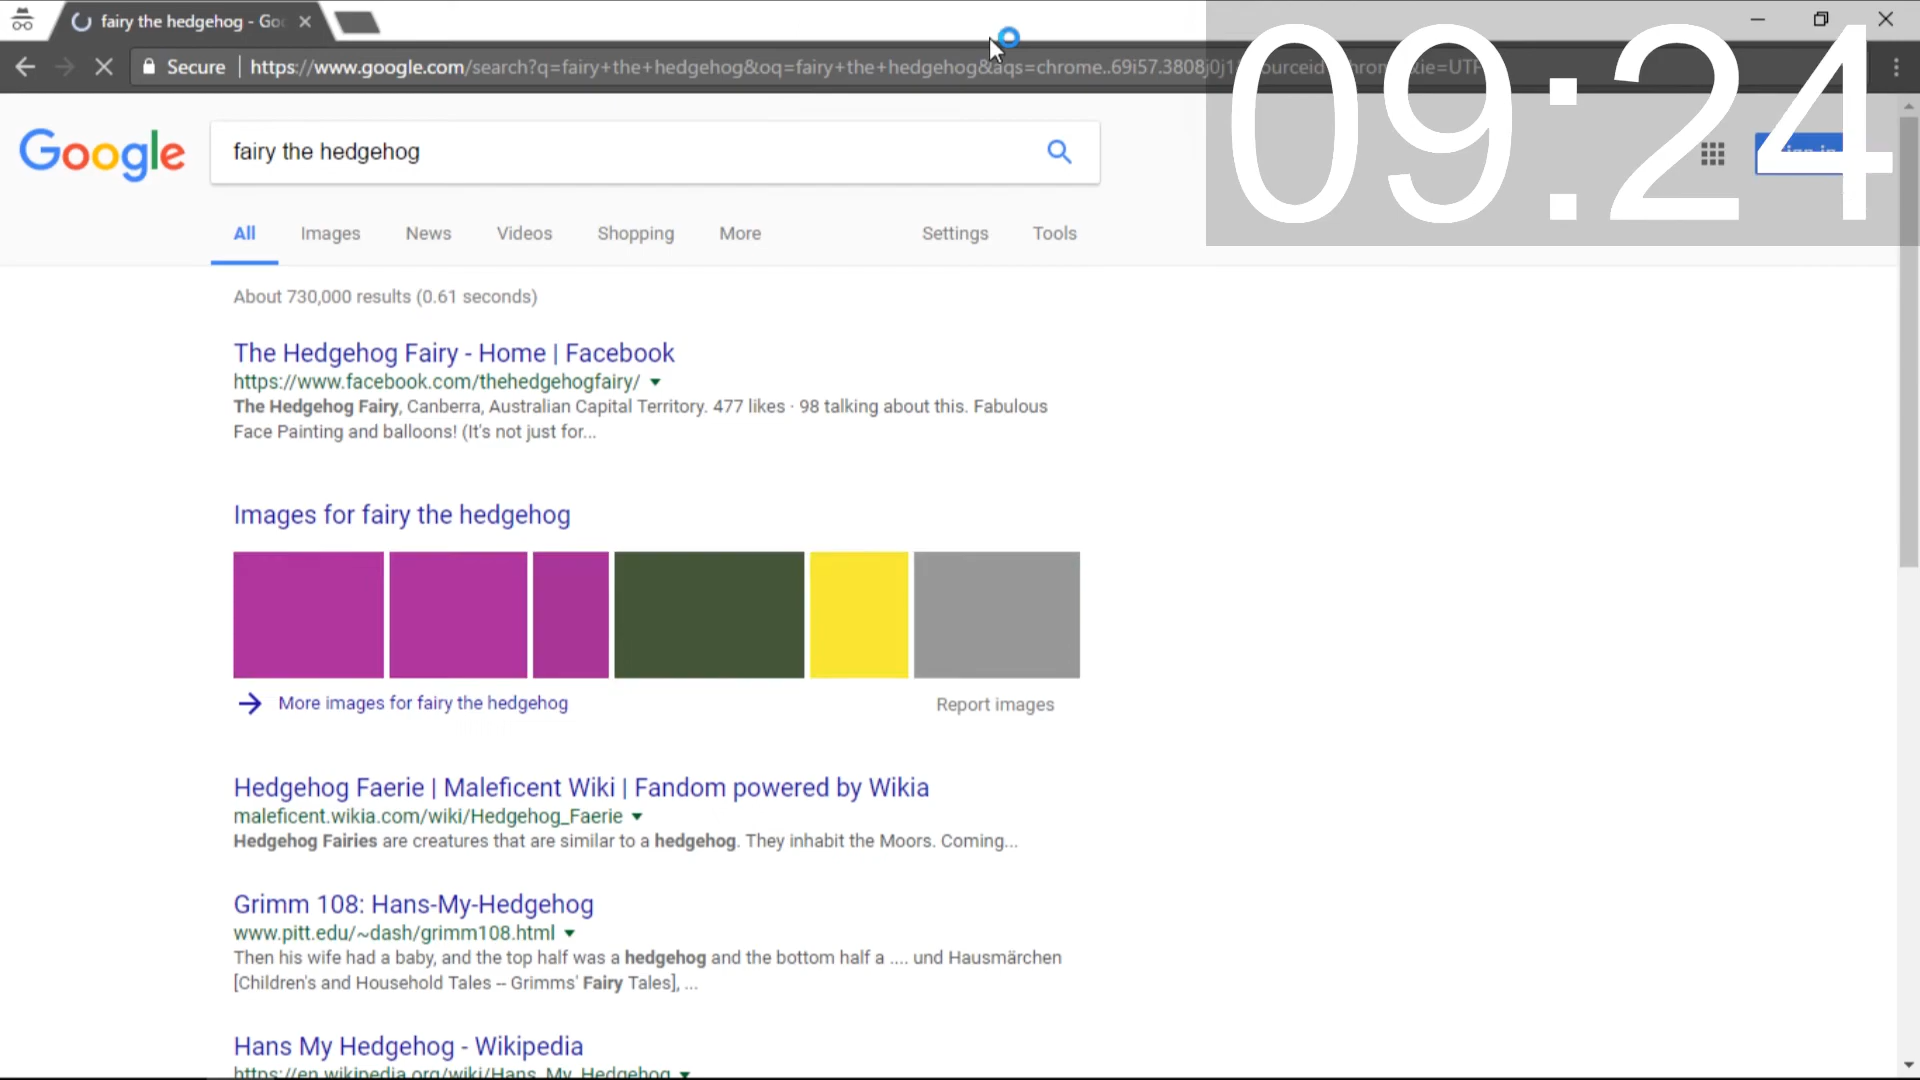 fairy the hedgehog - Goo
09:24
Secure | https://www.google.com/search?q=fairy+the+hedgehog&oq=fairy+the+hedgehog&aqs=chrome..69i57.3808j0j1
Google
fairy the hedgehog
All Images News Videos Shopping More Settings Tools
About 730,000 results (0.61 seconds)
The Hedgehog Fairy - Home | Facebook
https://www.facebook.com/thehedgehogfairy/
The Hedgehog Fairy, Canberra, Australian Capital Territory. 477 likes · 98 talking about this. Fabulous
Face Painting and balloons! (It's not just for...
Images for fairy the hedgehog
More images for fairy the hedgehog Report images
Hedgehog Faerie | Maleficent Wiki | Fandom powered by Wikia
maleficent.wikia.com/wiki/Hedgehog_Faerie
Hedgehog Fairies are creatures that are similar to a hedgehog. They inhabit the Moors. Coming...
Grimm 108: Hans-My-Hedgehog
www.pitt.edu/~dash/grimm108.html
Then his wife had a baby, and the top half was a hedgehog and the bottom half a .... und Hausmärchen
[Children's and Household Tales -- Grimms' Fairy Tales], ...
Hans My Hedgehog - Wikipedia
https://en.wikipedia.org/wiki/Hans_My_Hedgehog